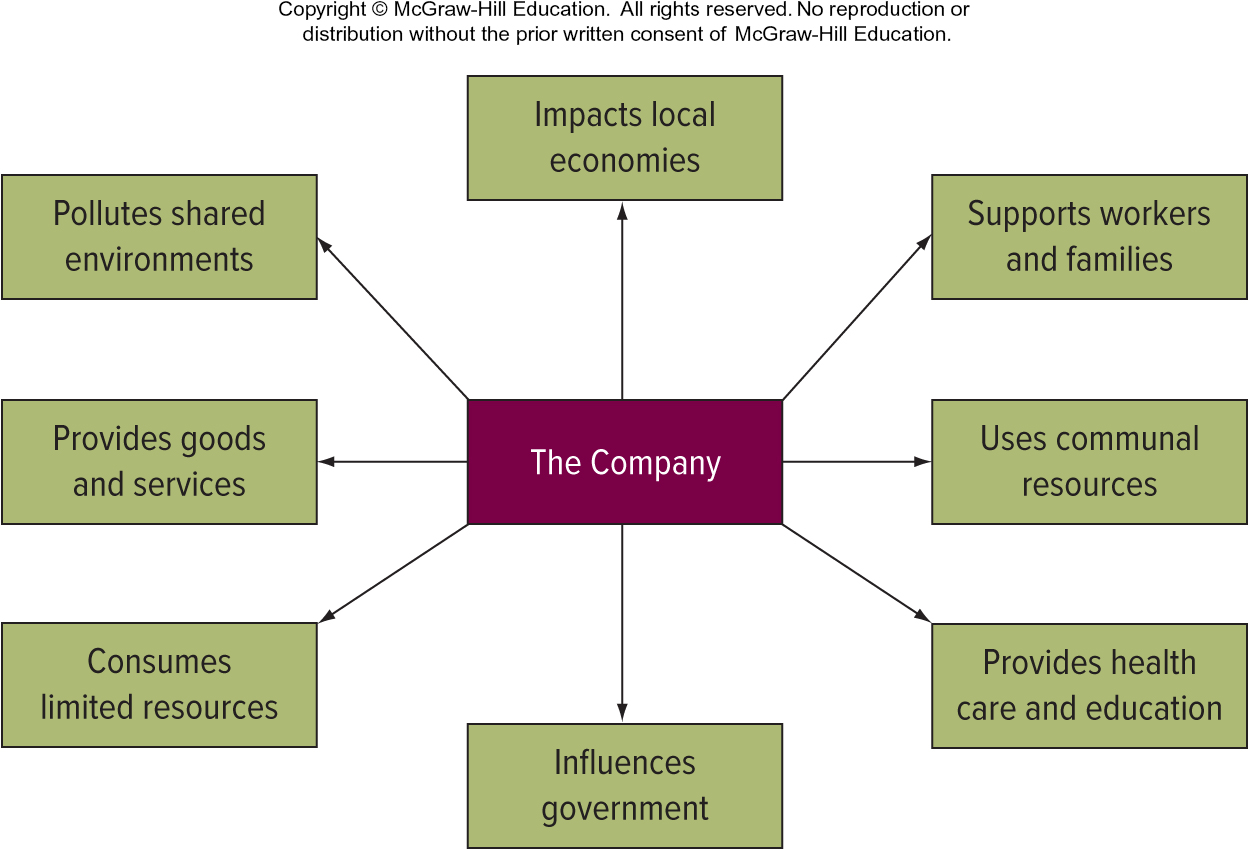 Copyright © McGraw-Hill Education. All rights reserved. No reproduction or
distribution without the prior written consent of McGraw-Hill Education.
Impacts local
economies
Pollutes shared
environments
Supports workers
and families
Provides goods
and services
The Company
Uses communal
resources
Consumes
limited resources
Provides health
care and education
Influences
government